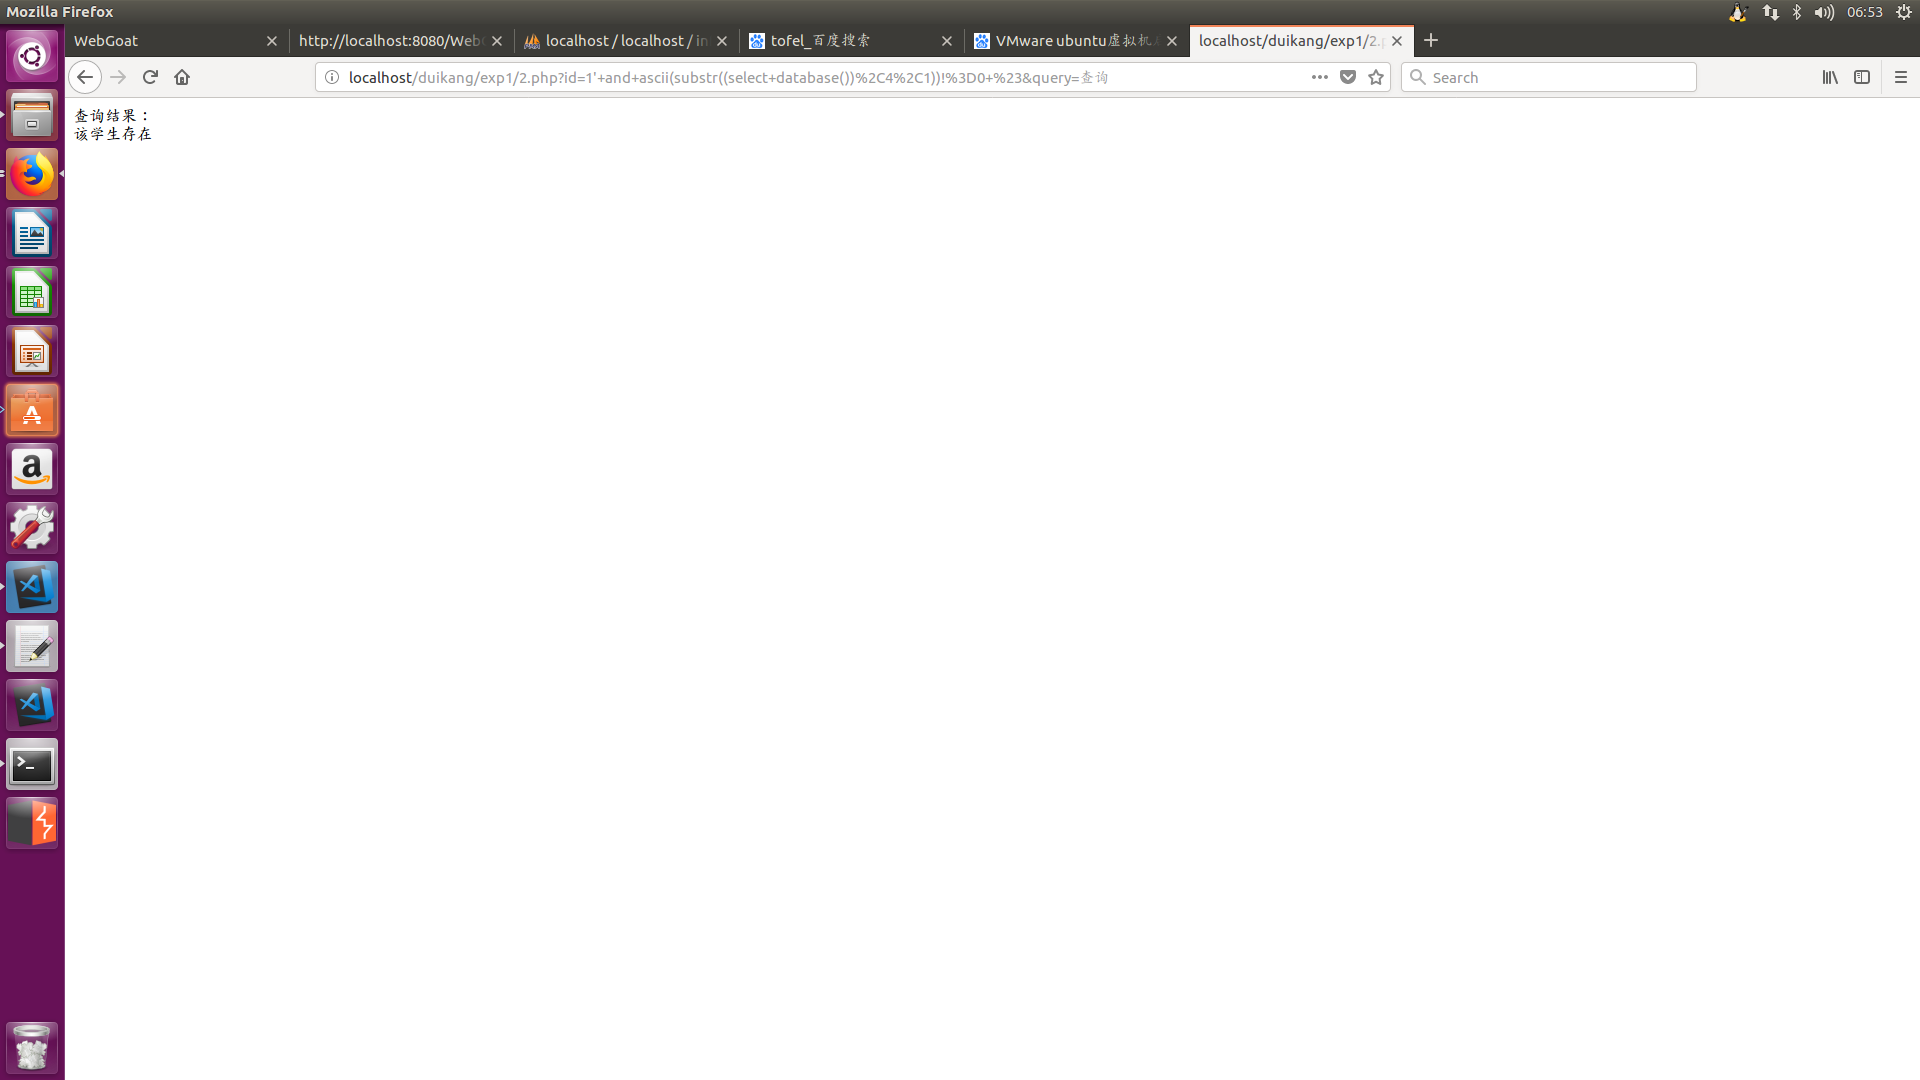 Mozilla Firefox
06:53
WebGoat
http://localhost:8080/Web
localhost / localhost / in
tofel_百度搜索
VMware ubuntu虚拟机
localhost/duikang/exp1/2.p
localhost/duikang/exp1/2.php?id=1'+and+ascii(substr((select+database())%2C4%2C1))!%3D0+%23&query=查询
Search
查询结果：
该学生存在